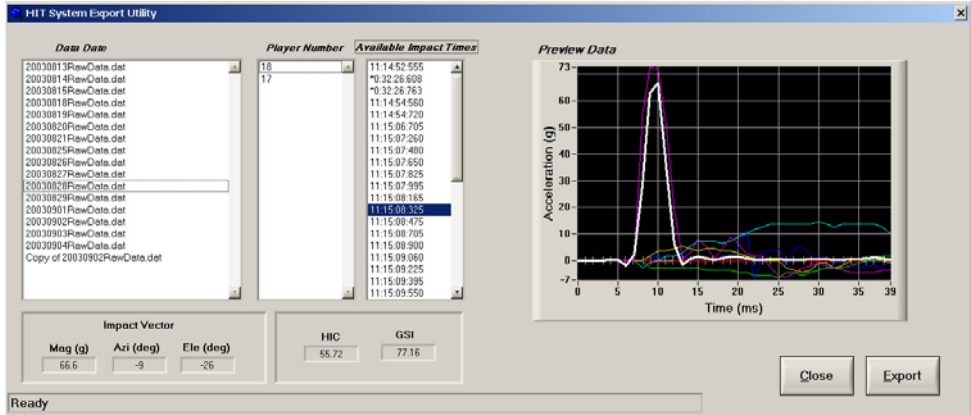 HIT System Export Utility
Data Date
Player Number
Available Impact Times
Preview Data
20030813RawData.dat
20030814RawData.dat
20030815RawData.dat
20030818RawData.dat
20030819RawData.dat
20030820RawData.dat
20030821RawData.dat
20030825RawData.dat
20030826RawData.dat
20030827RawData.dat
20030828RawData.dat
20030829RawData.dat
20030901RawData.dat
20030902RawData.dat
20030903RawData.dat
20030904RawData.dat
Copy of 20030902RawData.dat
18
17
11:14:52:555
*0:32:26.608
*0:32:26.763
11:14:54:560
11:14:54:720
11:15:06:705
11:15:07:260
11:15:07:480
11:15:07:650
11:15:07:825
11:15:07:995
11:15:08:165
11:15:08:325
11:15:08:475
11:15:08:705
11:15:08:900
11:15:09:060
11:15:09:225
11:15:09:395
11:15:09:550
Acceleration (g)
73
60
50
40
30
20
10
0
-7
0 5 10 15 20 25 30 35 39
Time (ms)
Impact Vector
Mag (g) Azi (deg) Ele (deg)
66.6 -9 -26
HIC GSI
55.72 77.16
Close
Export
Ready